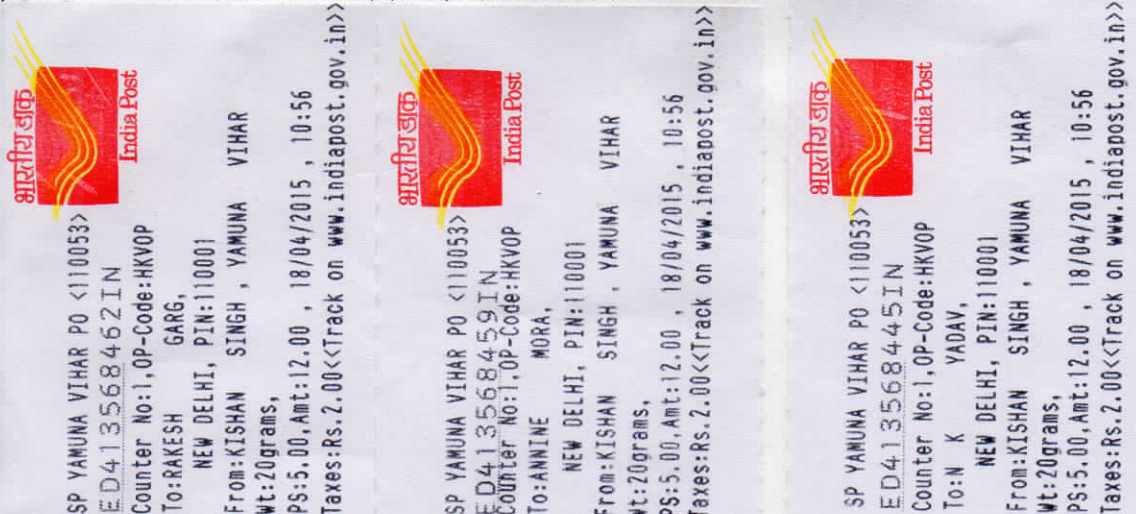 भारतीय डाक
India Post
SP YAMUNA VIHAR PO <110053>
ED413568462IN
Counter No:1,OP-Code:HKVOP
To:RAKESH GARG,
NEW DELHI, PIN:110001
From:KISHAN SINGH , YAMUNA VIHAR
Wt:20grams,
PS:5.00,Amt:12.00 , 18/04/2015 , 10:56
Taxes:Rs.2.00<<Track on www.indiapost.gov.in>>
भारतीय डाक
India Post
SP YAMUNA VIHAR PO <110053>
ED413568459IN
Counter No:1,OP-Code:HKVOP
To:ANNINE MORA,
NEW DELHI, PIN:110001
From:KISHAN SINGH , YAMUNA VIHAR
Wt:20grams,
PS:5.00,Amt:12.00 , 18/04/2015 , 10:56
Taxes:Rs.2.00<<Track on www.indiapost.gov.in>>
भारतीय डाक
India Post
SP YAMUNA VIHAR PO <110053>
ED413568445IN
Counter No:1,OP-Code:HKVOP
To:N K YADAV,
NEW DELHI, PIN:110001
From:KISHAN SINGH , YAMUNA VIHAR
Wt:20grams,
PS:5.00,Amt:12.00 , 18/04/2015 , 10:56
Taxes:Rs.2.00<<Track on www.indiapost.gov.in>>